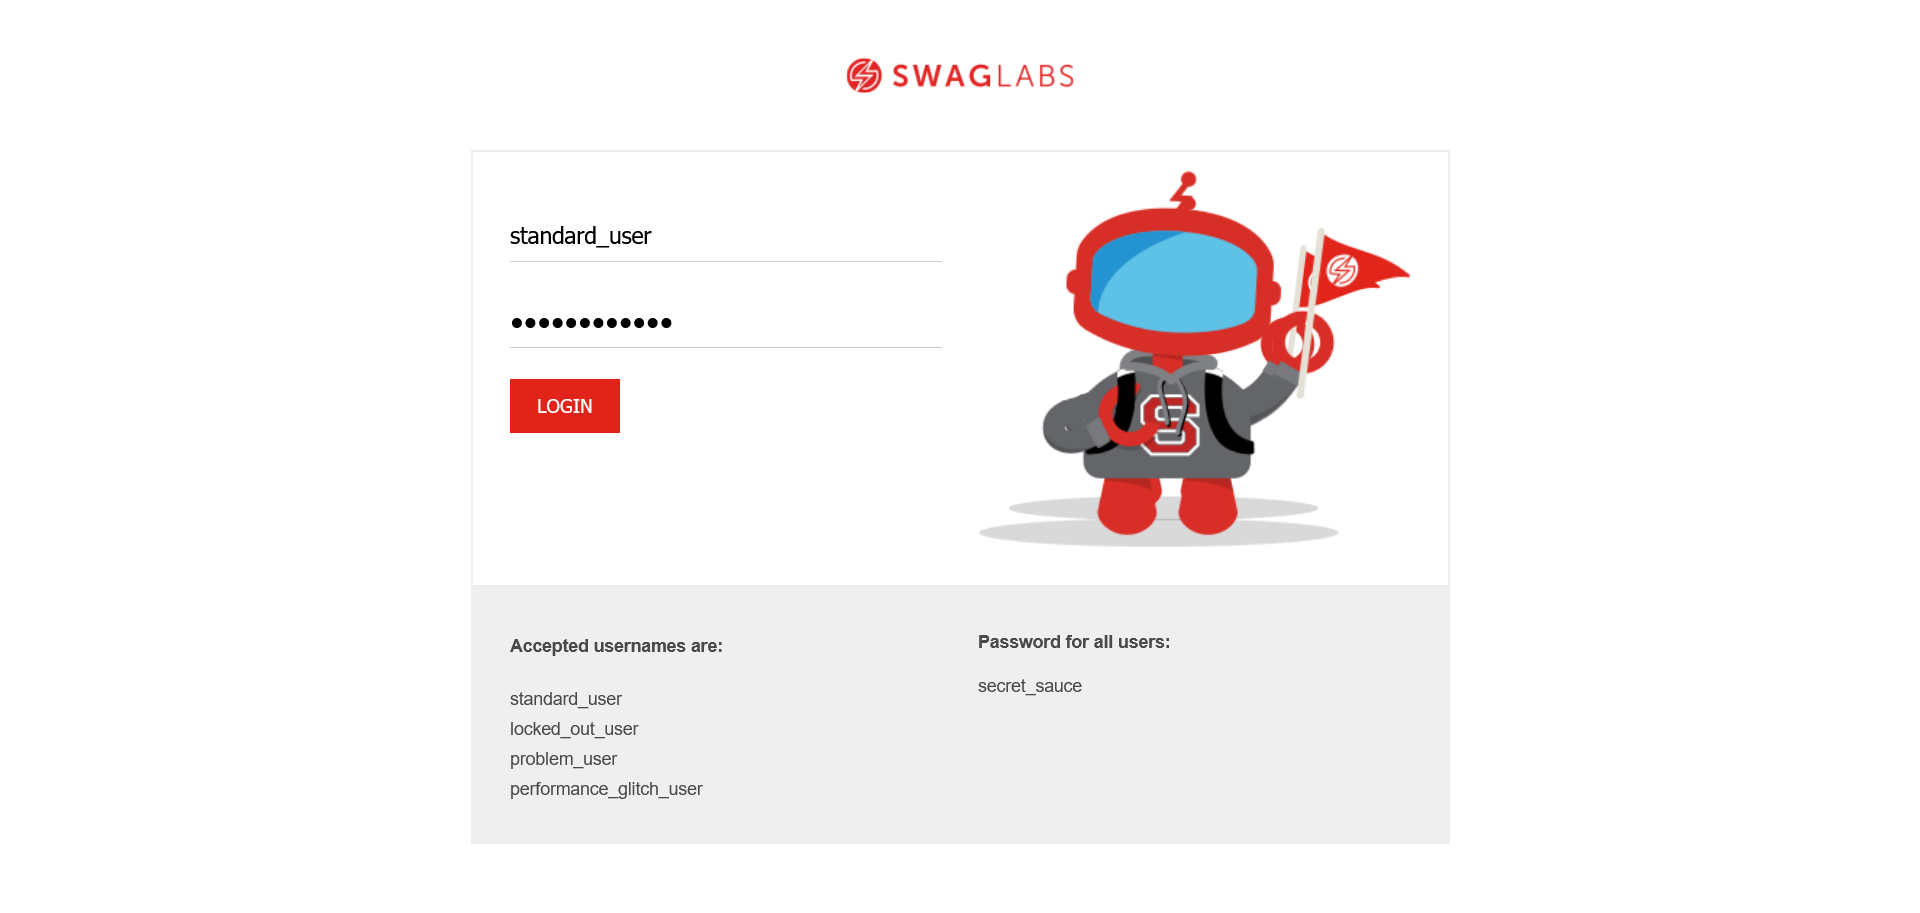 SWAGLABS
standard_user
••••••••••••
LOGIN
Accepted usernames are:
standard_user
locked_out_user
problem_user
performance_glitch_user
Password for all users:
secret_sauce
S